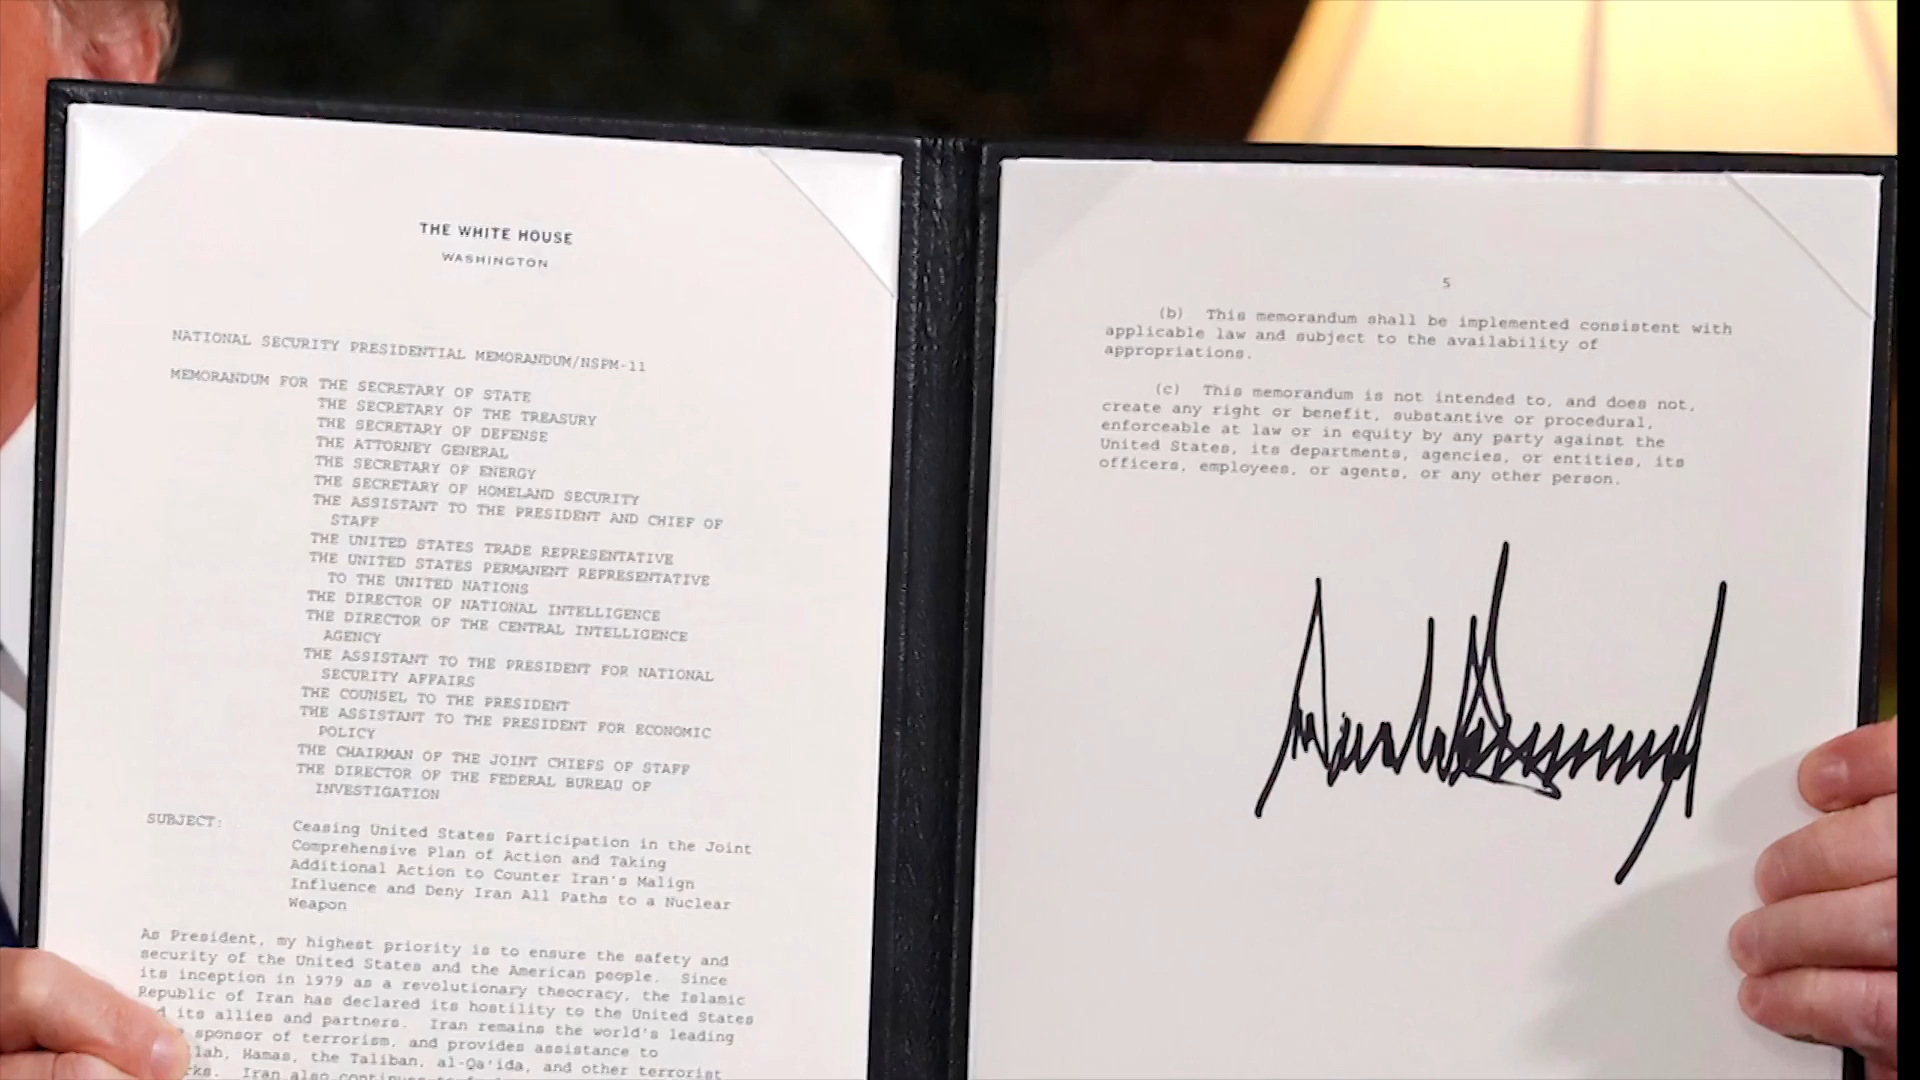 THE WHITE HOUSE
WASHINGTON
NATIONAL SECURITY PRESIDENTIAL MEMORANDUM/NSPM-11
MEMORANDUM FOR THE SECRETARY OF STATE
THE SECRETARY OF THE TREASURY
THE SECRETARY OF DEFENSE
THE ATTORNEY GENERAL
THE SECRETARY OF ENERGY
THE SECRETARY OF HOMELAND SECURITY
THE ASSISTANT TO THE PRESIDENT AND CHIEF OF
STAFF
THE UNITED STATES TRADE REPRESENTATIVE
THE UNITED STATES PERMANENT REPRESENTATIVE
TO THE UNITED NATIONS
THE DIRECTOR OF NATIONAL INTELLIGENCE
THE DIRECTOR OF THE CENTRAL INTELLIGENCE
AGENCY
THE ASSISTANT TO THE PRESIDENT FOR NATIONAL
SECURITY AFFAIRS
THE COUNSEL TO THE PRESIDENT
THE ASSISTANT TO THE PRESIDENT FOR ECONOMIC
POLICY
THE CHAIRMAN OF THE JOINT CHIEFS OF STAFF
THE DIRECTOR OF THE FEDERAL BUREAU OF
INVESTIGATION
SUBJECT: Ceasing United States Participation in the Joint
Comprehensive Plan of Action and Taking
Additional Action to Counter Iran's Malign
Influence and Deny Iran All Paths to a Nuclear
Weapon
As President, my highest priority is to ensure the safety and
security of the United States and the American people. Since
its inception in 1979 as a revolutionary theocracy, the Islamic
Republic of Iran has declared its hostility to the United States
d its allies and partners. Iran remains the world's leading
sponsor of terrorism, and provides assistance to
lah, Hamas, the Taliban, al-Qa'ida, and other terrorist
rks. Iran also
5
(b) This memorandum shall be implemented consistent with
applicable law and subject to the availability of
appropriations.
(c) This memorandum is not intended to, and does not,
create any right or benefit, substantive or procedural,
enforceable at law or in equity by any party against the
United States, its departments, agencies, or entities, its
officers, employees, or agents, or any other person.